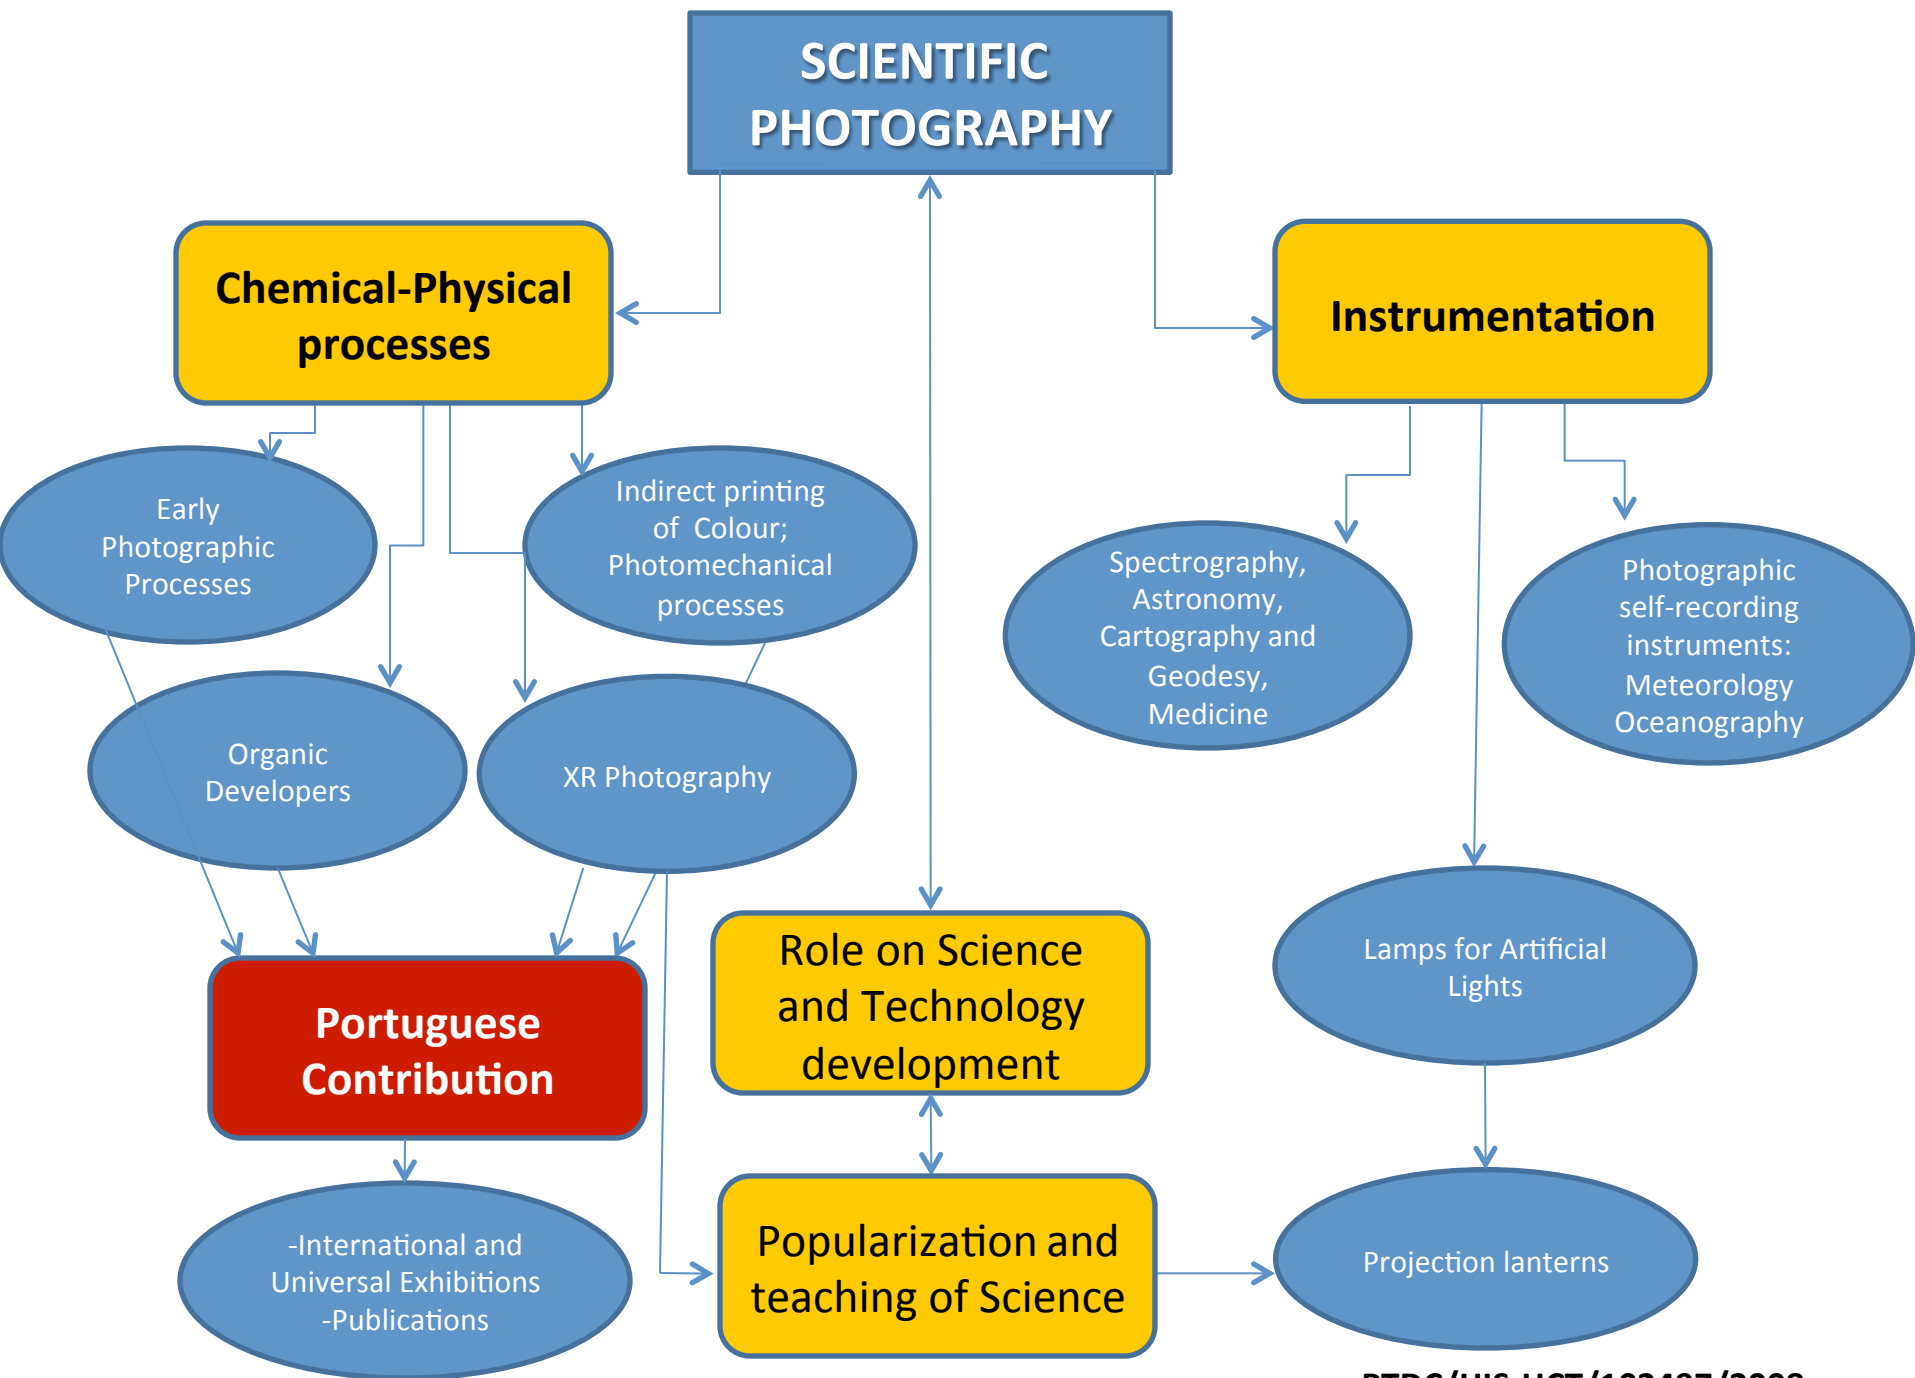 SCIENTIFIC
PHOTOGRAPHY
Chemical-Physical
processes
Instrumentation
Early
Photographic
Processes
Indirect printing
of Colour;
Photomechanical
processes
Spectrography,
Astronomy,
Cartography and
Geodesy,
Medicine
Photographic
self-recording
instruments:
Meteorology
Oceanography
Organic
Developers
XR Photography
Role on Science
and Technology
development
Lamps for Artificial
Lights
Portuguese
Contribution
Popularization and
teaching of Science
Projection lanterns
-International and
Universal Exhibitions
-Publications